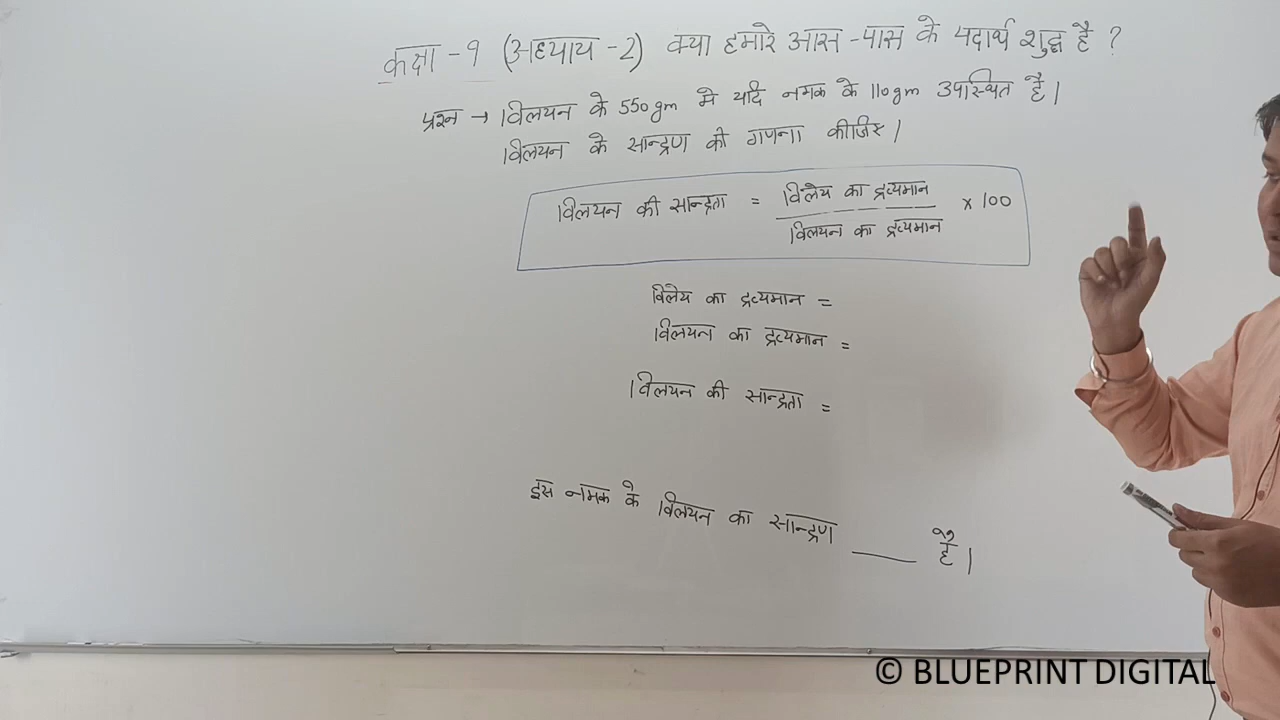 कक्षा - 9 (अध्याय - 2) क्या हमारे आस - पास के पदार्थ शुद्ध है ?
प्रश्न → विलयन के 550 gm मे यदि नमक के 110 gm उपस्थित है।
विलयन के सान्द्रण की गणना कीजिए।
विलयन की सान्द्रता = विलेय का द्रव्यमान
विलयन का द्रव्यमान × 100
विलेय का द्रव्यमान =
विलयन का द्रव्यमान =
विलयन की सान्द्रता =
इस नमक के विलयन का सान्द्रण ___ है।
© BLUEPRINT DIGITAL